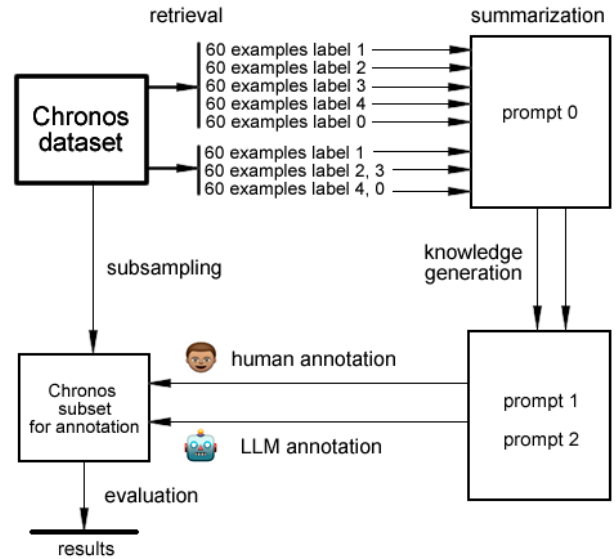 retrieval
summarization
60 examples label 1
60 examples label 2
60 examples label 3
60 examples label 4
60 examples label 0
Chronos
dataset
prompt 0
60 examples label 1
60 examples label 2, 3
60 examples label 4, 0
subsampling
knowledge
generation
human annotation
Chronos
subset
for annotation
prompt 1
prompt 2
LLM annotation
evaluation
results